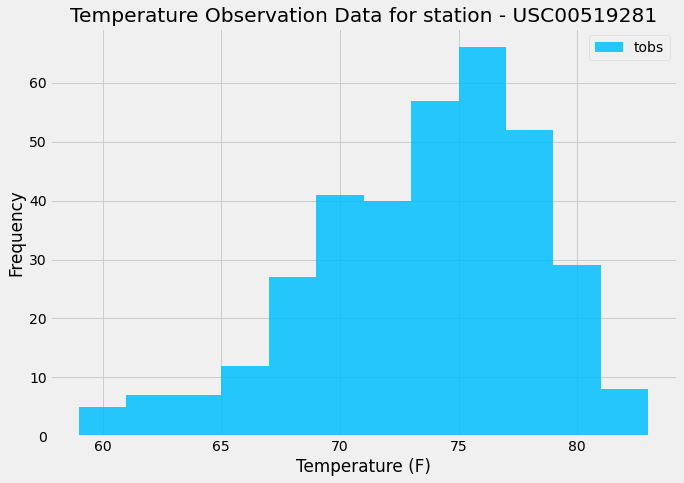 Temperature Observation Data for station - USC00519281
tobs
Frequency
60
50
40
30
20
10
0
60 65 70 75 80
Temperature (F)